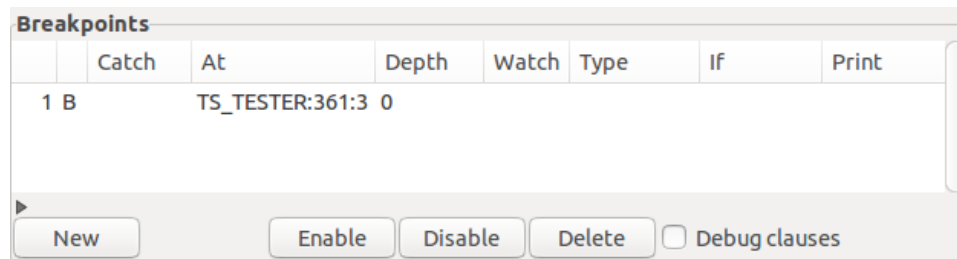 Breakpoints
Catch At Depth Watch Type If Print
1 B TS_TESTER:361:3 0
New Enable Disable Delete Debug clauses